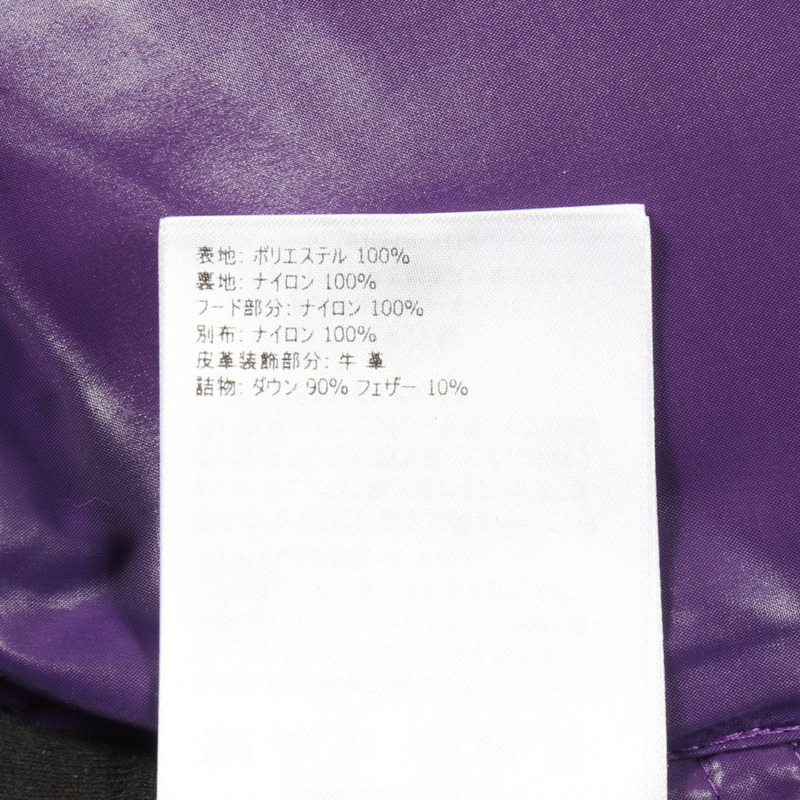 表地: ポリエステル 100%
裏地: ナイロン 100%
フード部分: ナイロン 100%
別布: ナイロン 100%
皮革装飾部分: 牛 革
詰物: ダウン 90% フェザー 10%